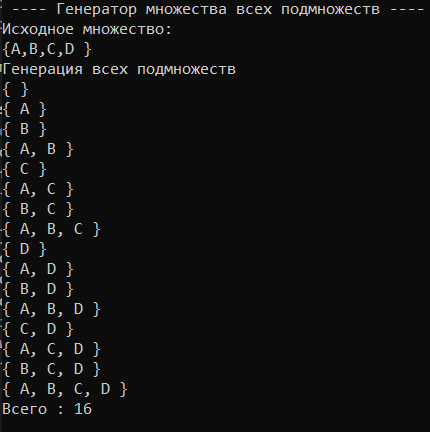 ---- Генератор множества всех подмножеств ----
Исходное множество:
{A,B,C,D }
Генерация всех подмножеств
{ }
{ A }
{ B }
{ A, B }
{ C }
{ A, C }
{ B, C }
{ A, B, C }
{ D }
{ A, D }
{ B, D }
{ A, B, D }
{ C, D }
{ A, C, D }
{ B, C, D }
{ A, B, C, D }
Всего : 16